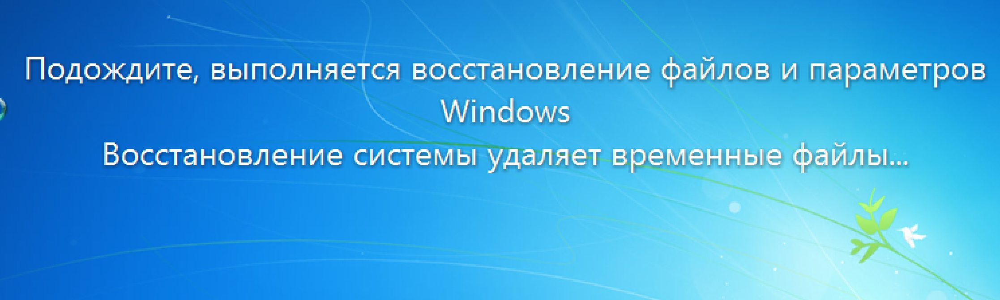 Подождите, выполняется восстановление файлов и параметров
Windows
Восстановление системы удаляет временные файлы...